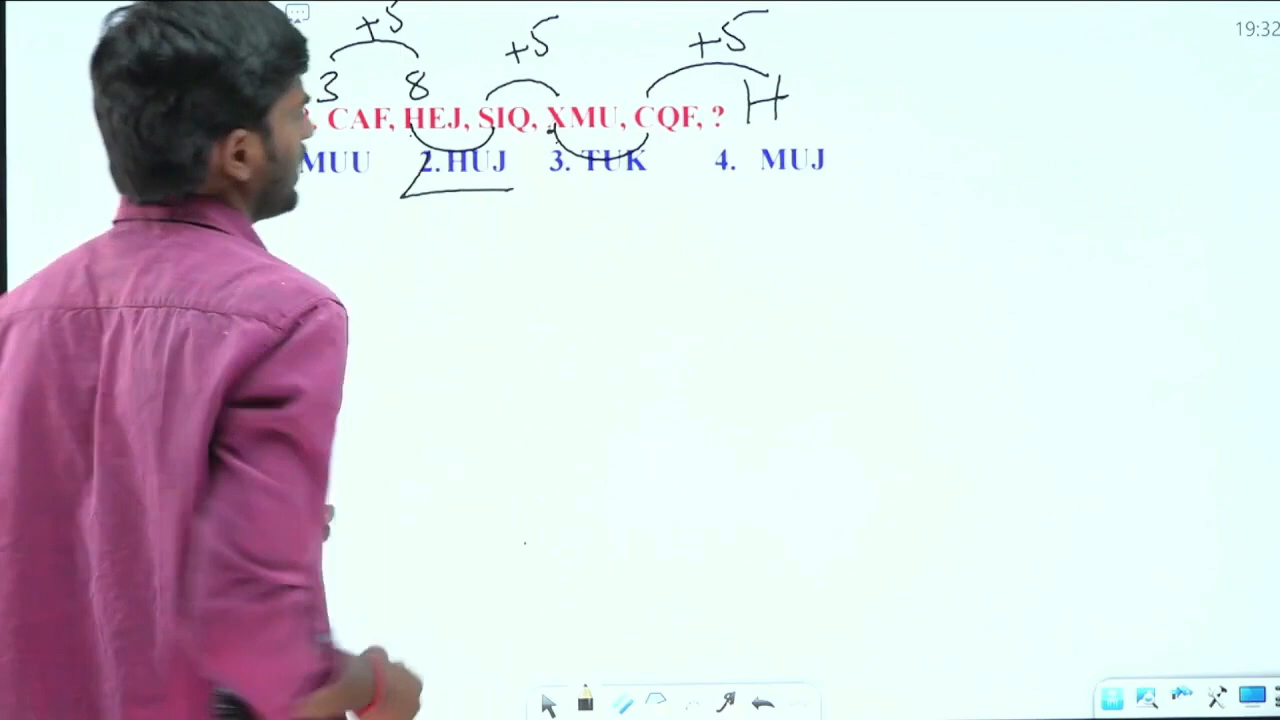 +5 +5 +5
3 8 H
. CAF, HEJ, SIQ, XMU, CQF, ?
MUU 2. HUJ 3. TUK 4. MUJ
19:32